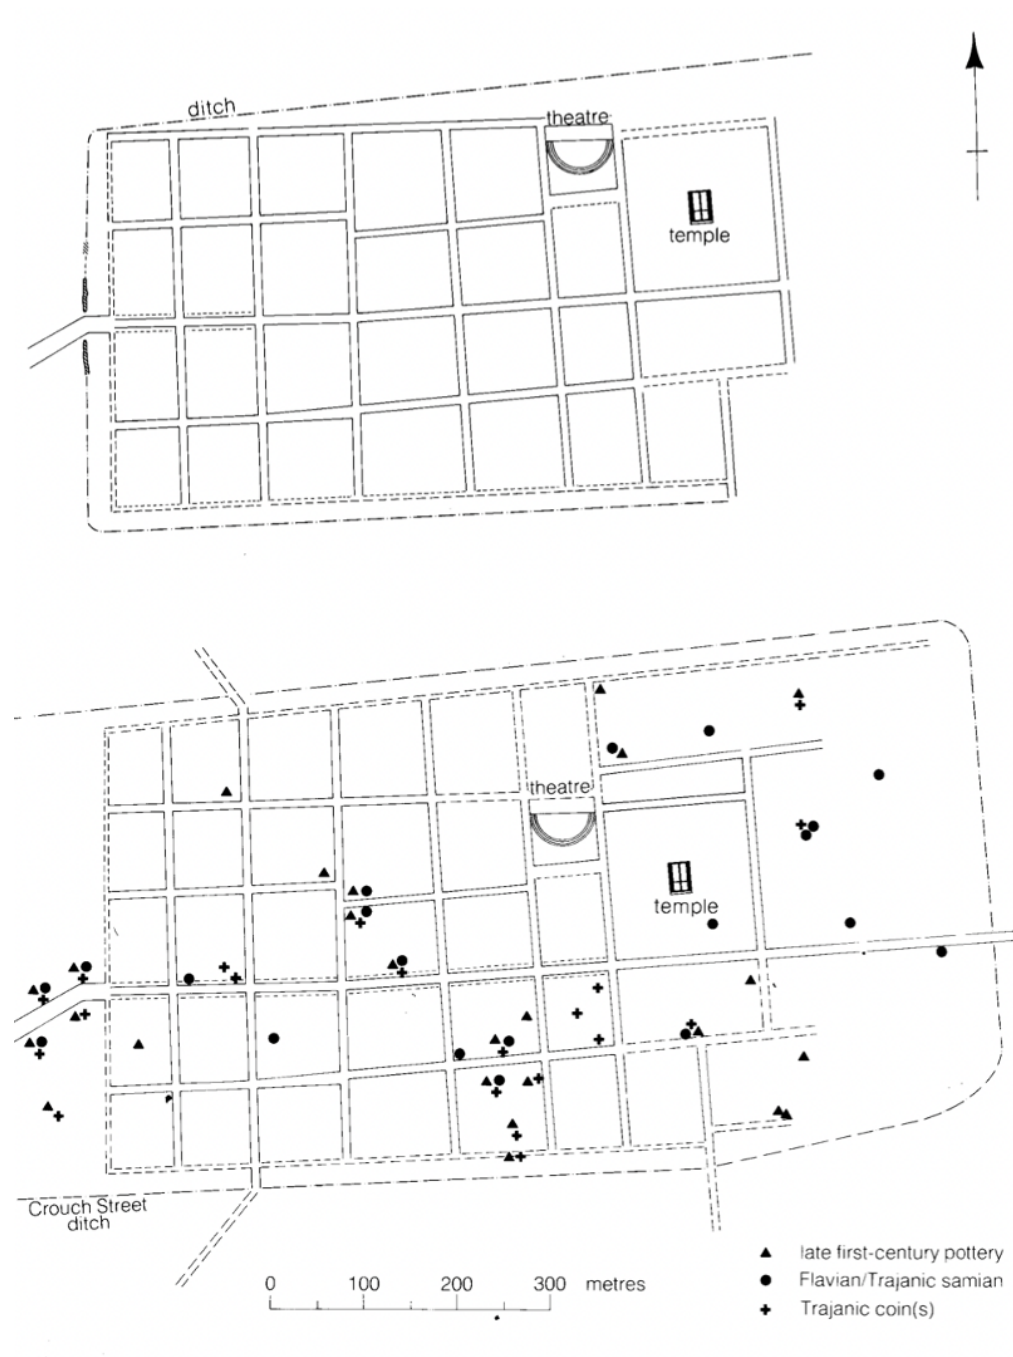 ditch
theatre
temple
theatre
temple
Crouch Street
ditch
0 100 200 300 metres
late first-century pottery
Flavian/Trajanic samian
Trajanic coin(s)